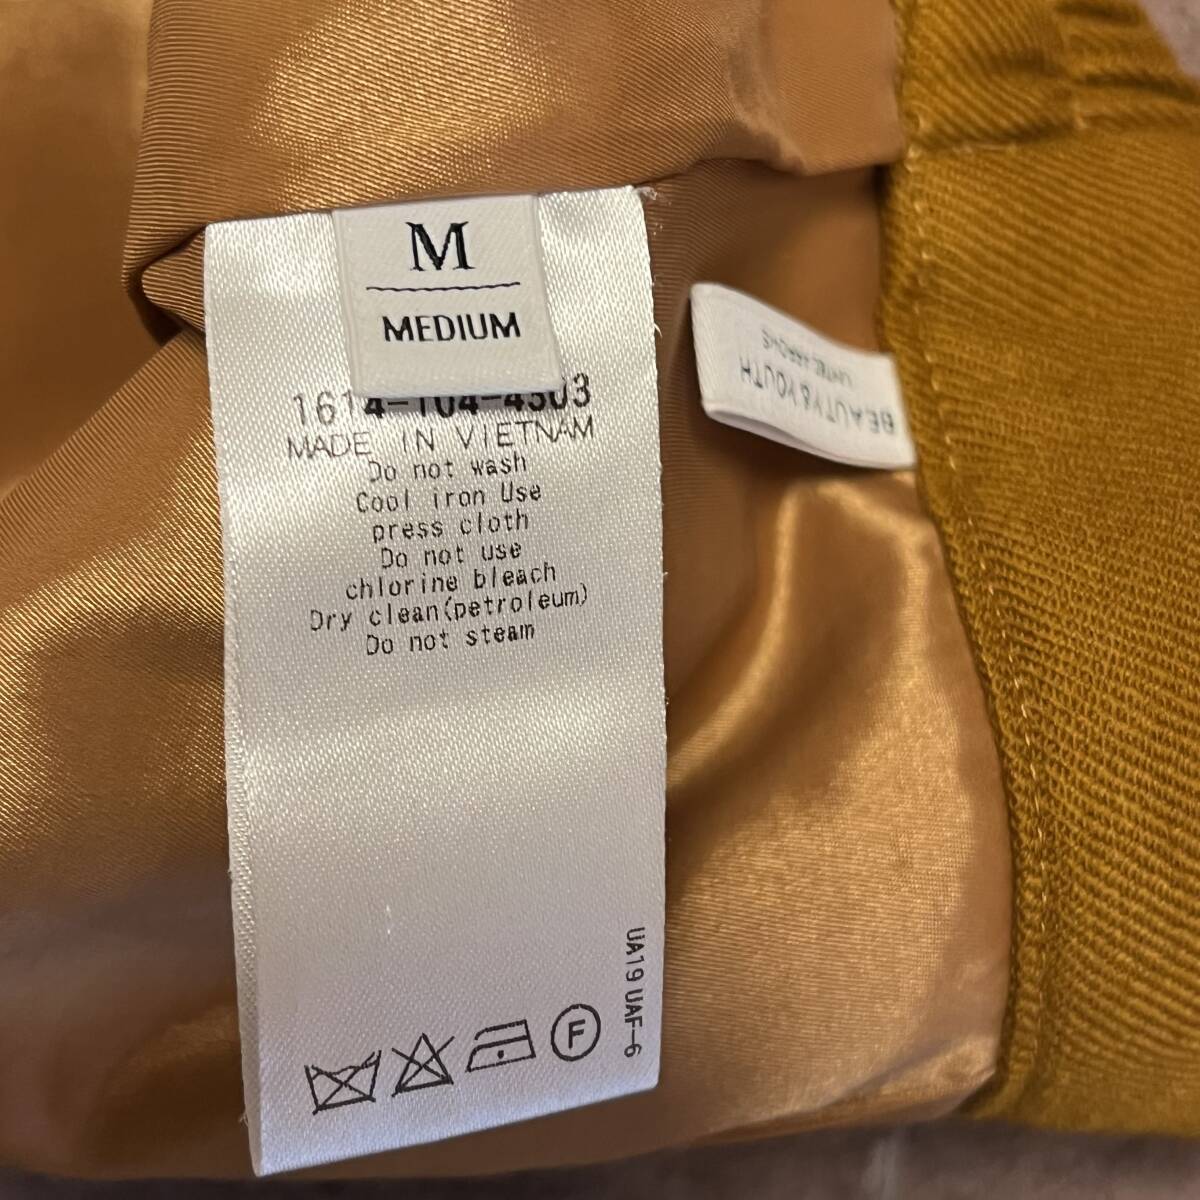 M
MEDIUM
1614-104-4503
MADE IN VIETNAM
Do not wash
Cool iron Use
press cloth
Do not use
chlorine bleach
Dry clean(petroleum)
Do not steam
UA19 UAF-6
F
BEAUTY&YOUTH
UNITED ARROWS